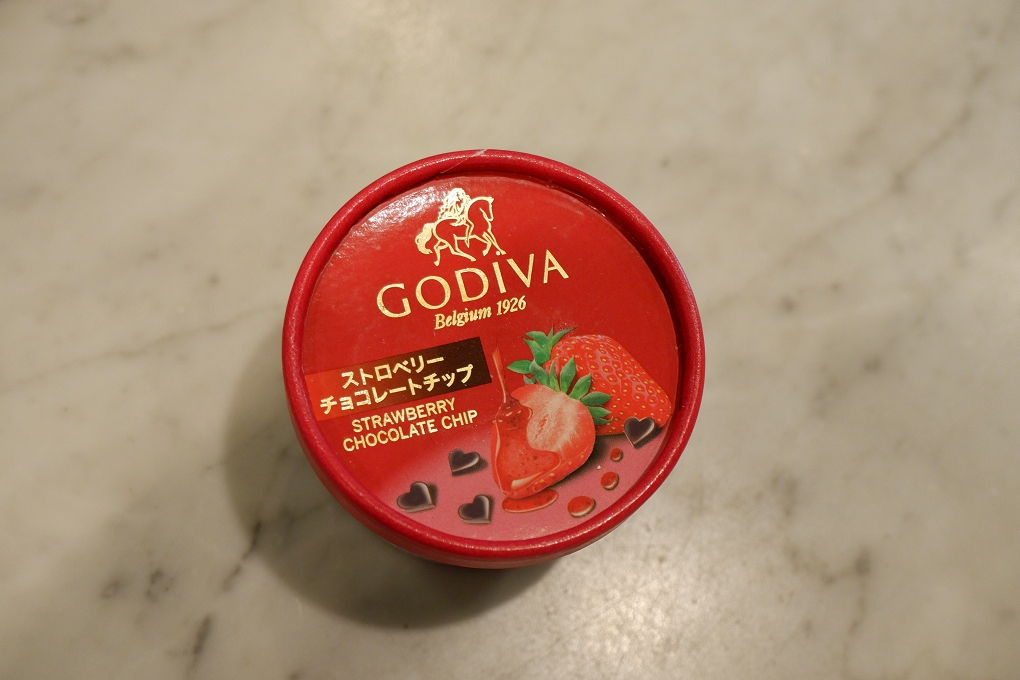 GODIVA
Belgium 1926
ストロベリー
チョコレートチップ
STRAWBERRY
CHOCOLATE CHIP